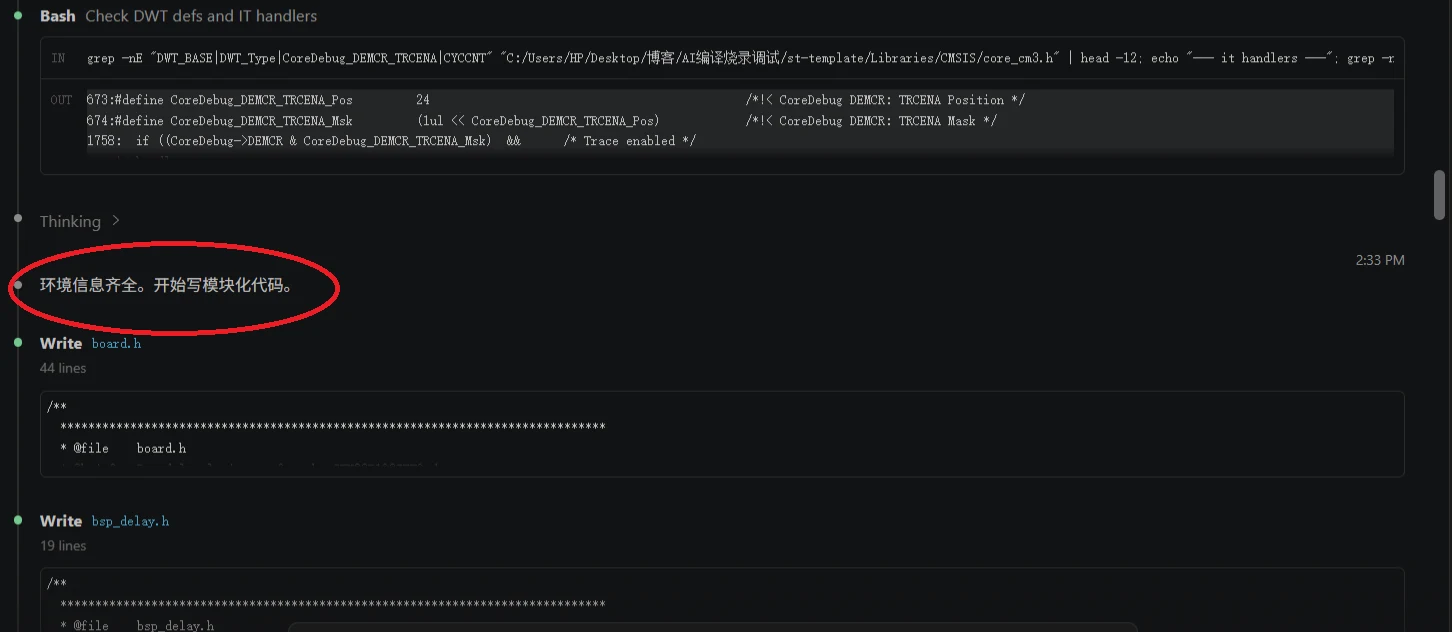 Bash Check DWT defs and IT handlers
IN grep -nE "DWT_BASE|DWT_Type|CoreDebug_DEMCR_TRCENA|CYCCNT" "C:/Users/HP/Desktop/博客/AI编译烧录调试/st-template/Libraries/CMSIS/core_cm3.h" | head -12; echo "--- it handlers ---"; grep -n
OUT 673:#define CoreDebug_DEMCR_TRCENA_Pos 24 /*!< CoreDebug DEMCR: TRCENA Position */
674:#define CoreDebug_DEMCR_TRCENA_Msk (1ul << CoreDebug_DEMCR_TRCENA_Pos) /*!< CoreDebug DEMCR: TRCENA Mask */
1758: if ((CoreDebug->DEMCR & CoreDebug_DEMCR_TRCENA_Msk) && /* Trace enabled */
Thinking >
2:33 PM
环境信息齐全。开始写模块化代码。
Write board.h
44 lines
/**
******************************************************************************
* @file board.h
Write bsp_delay.h
19 lines
/**
******************************************************************************
* @file bsp_delay.h